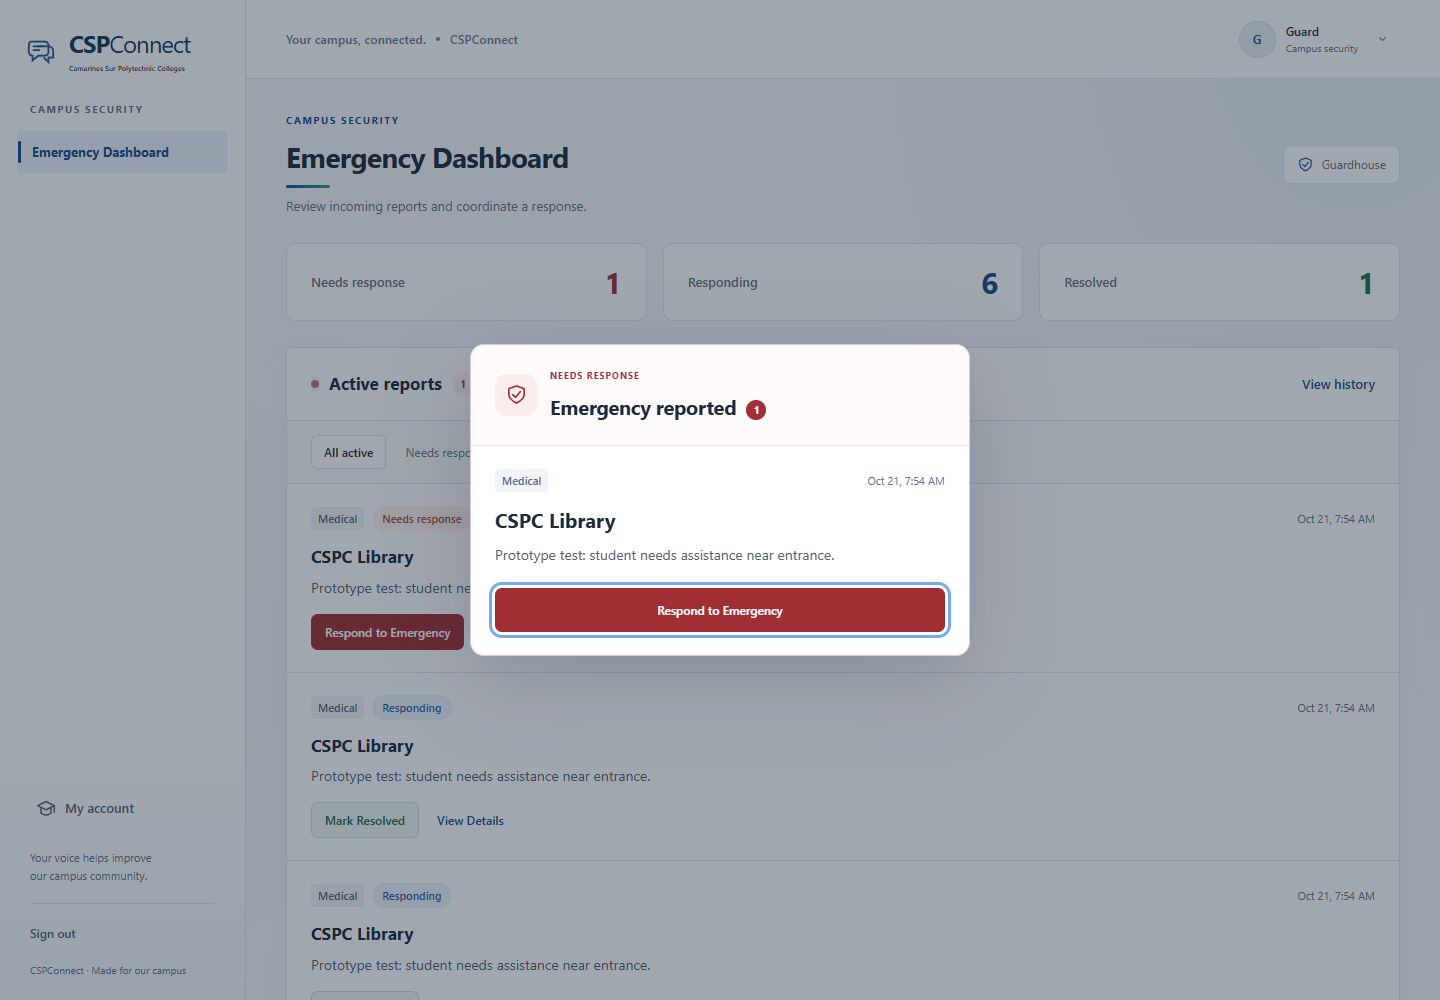 CSPConnect
Camarines Sur Polytechnic Colleges
CAMPUS SECURITY
Emergency Dashboard
My account
Your voice helps improve
our campus community.
Sign out
CSPConnect · Made for our campus
Your campus, connected. • CSPConnect
G
Guard
Campus security
CAMPUS SECURITY
Emergency Dashboard
Review incoming reports and coordinate a response.
Guardhouse
Needs response 1
Responding 6
Resolved 1
Active reports 1
View history
All active
Needs
Medical Needs response Oct 21, 7:54 AM
CSPC Library
Prototype test: student
Respond to Emergency
Medical Responding Oct 21, 7:54 AM
CSPC Library
Prototype test: student needs assistance near entrance.
Mark Resolved View Details
Medical Responding Oct 21, 7:54 AM
CSPC Library
Prototype test: student needs assistance near entrance.
NEEDS RESPONSE
Emergency reported 1
Medical Oct 21, 7:54 AM
CSPC Library
Prototype test: student needs assistance near entrance.
Respond to Emergency